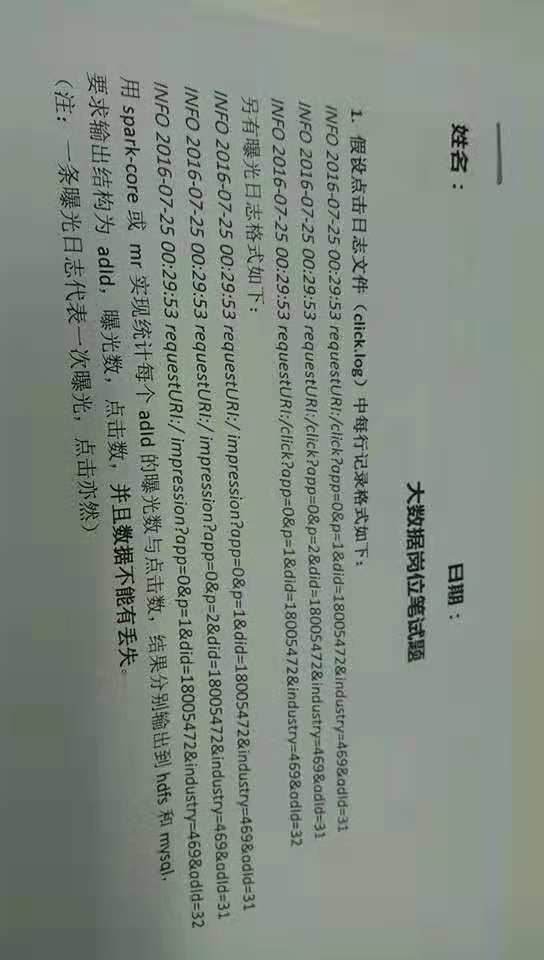 姓名： 日期：
大数据岗位笔试题
1. 假设点击日志文件（click.log）中每行记录格式如下：
INFO 2016-07-25 00:29:53 requestURI:/click?app=0&p=1&did=18005472&industry=469&adId=31
INFO 2016-07-25 00:29:53 requestURI:/click?app=0&p=2&did=18005472&industry=469&adId=31
INFO 2016-07-25 00:29:53 requestURI:/click?app=0&p=1&did=18005472&industry=469&adId=32
另有曝光日志格式如下：
INFO 2016-07-25 00:29:53 requestURI:/ impression?app=0&p=1&did=18005472&industry=469&adId=31
INFO 2016-07-25 00:29:53 requestURI:/ impression?app=0&p=2&did=18005472&industry=469&adId=31
INFO 2016-07-25 00:29:53 requestURI:/ impression?app=0&p=1&did=18005472&industry=469&adId=32
用 spark-core 或 mr 实现统计每个 adId 的曝光数与点击数，结果分别输出到 hdfs 和 mysql，
要求输出结构为 adId，曝光数，点击数，并且数据不能有丢失。
（注：一条曝光日志代表一次曝光，点击亦然）